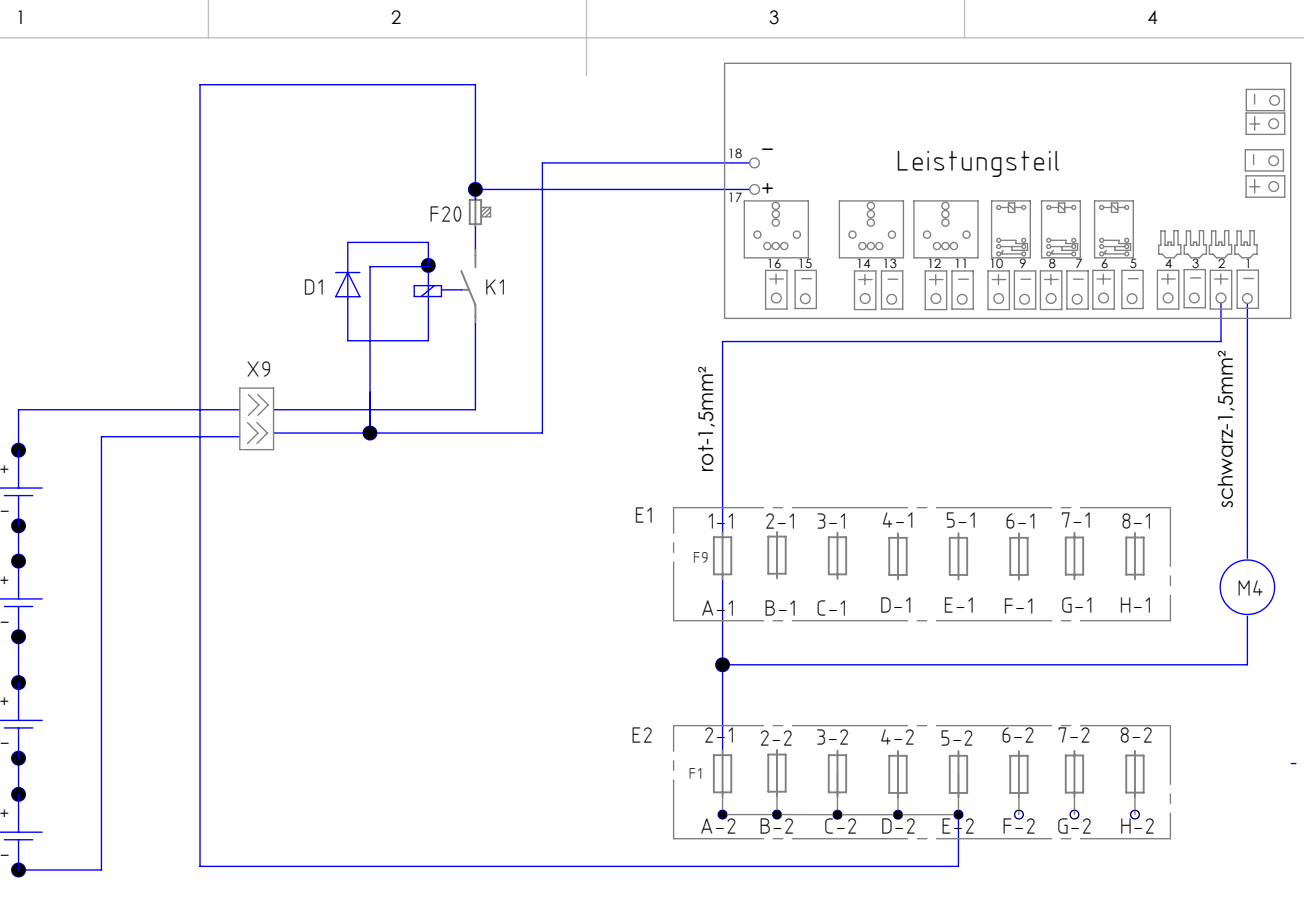 1 2 3 4
18 −
Leistungsteil
17 +
− +
− +
F20
16 15 14 13 12 11 10 9 8 7 6 5 4 3 2 1
+ − + − + − + − + − + − + − + −
D1 K1
X9
rot-1,5mm²
schwarz-1,5mm²
+
−
+
−
+
−
+
−
E1
1-1 2-1 3-1 4-1 5-1 6-1 7-1 8-1
F9
A-1 B-1 C-1 D-1 E-1 F-1 G-1 H-1
M4
E2
2-1 2-2 3-2 4-2 5-2 6-2 7-2 8-2
F1
A-2 B-2 C-2 D-2 E-2 F-2 G-2 H-2